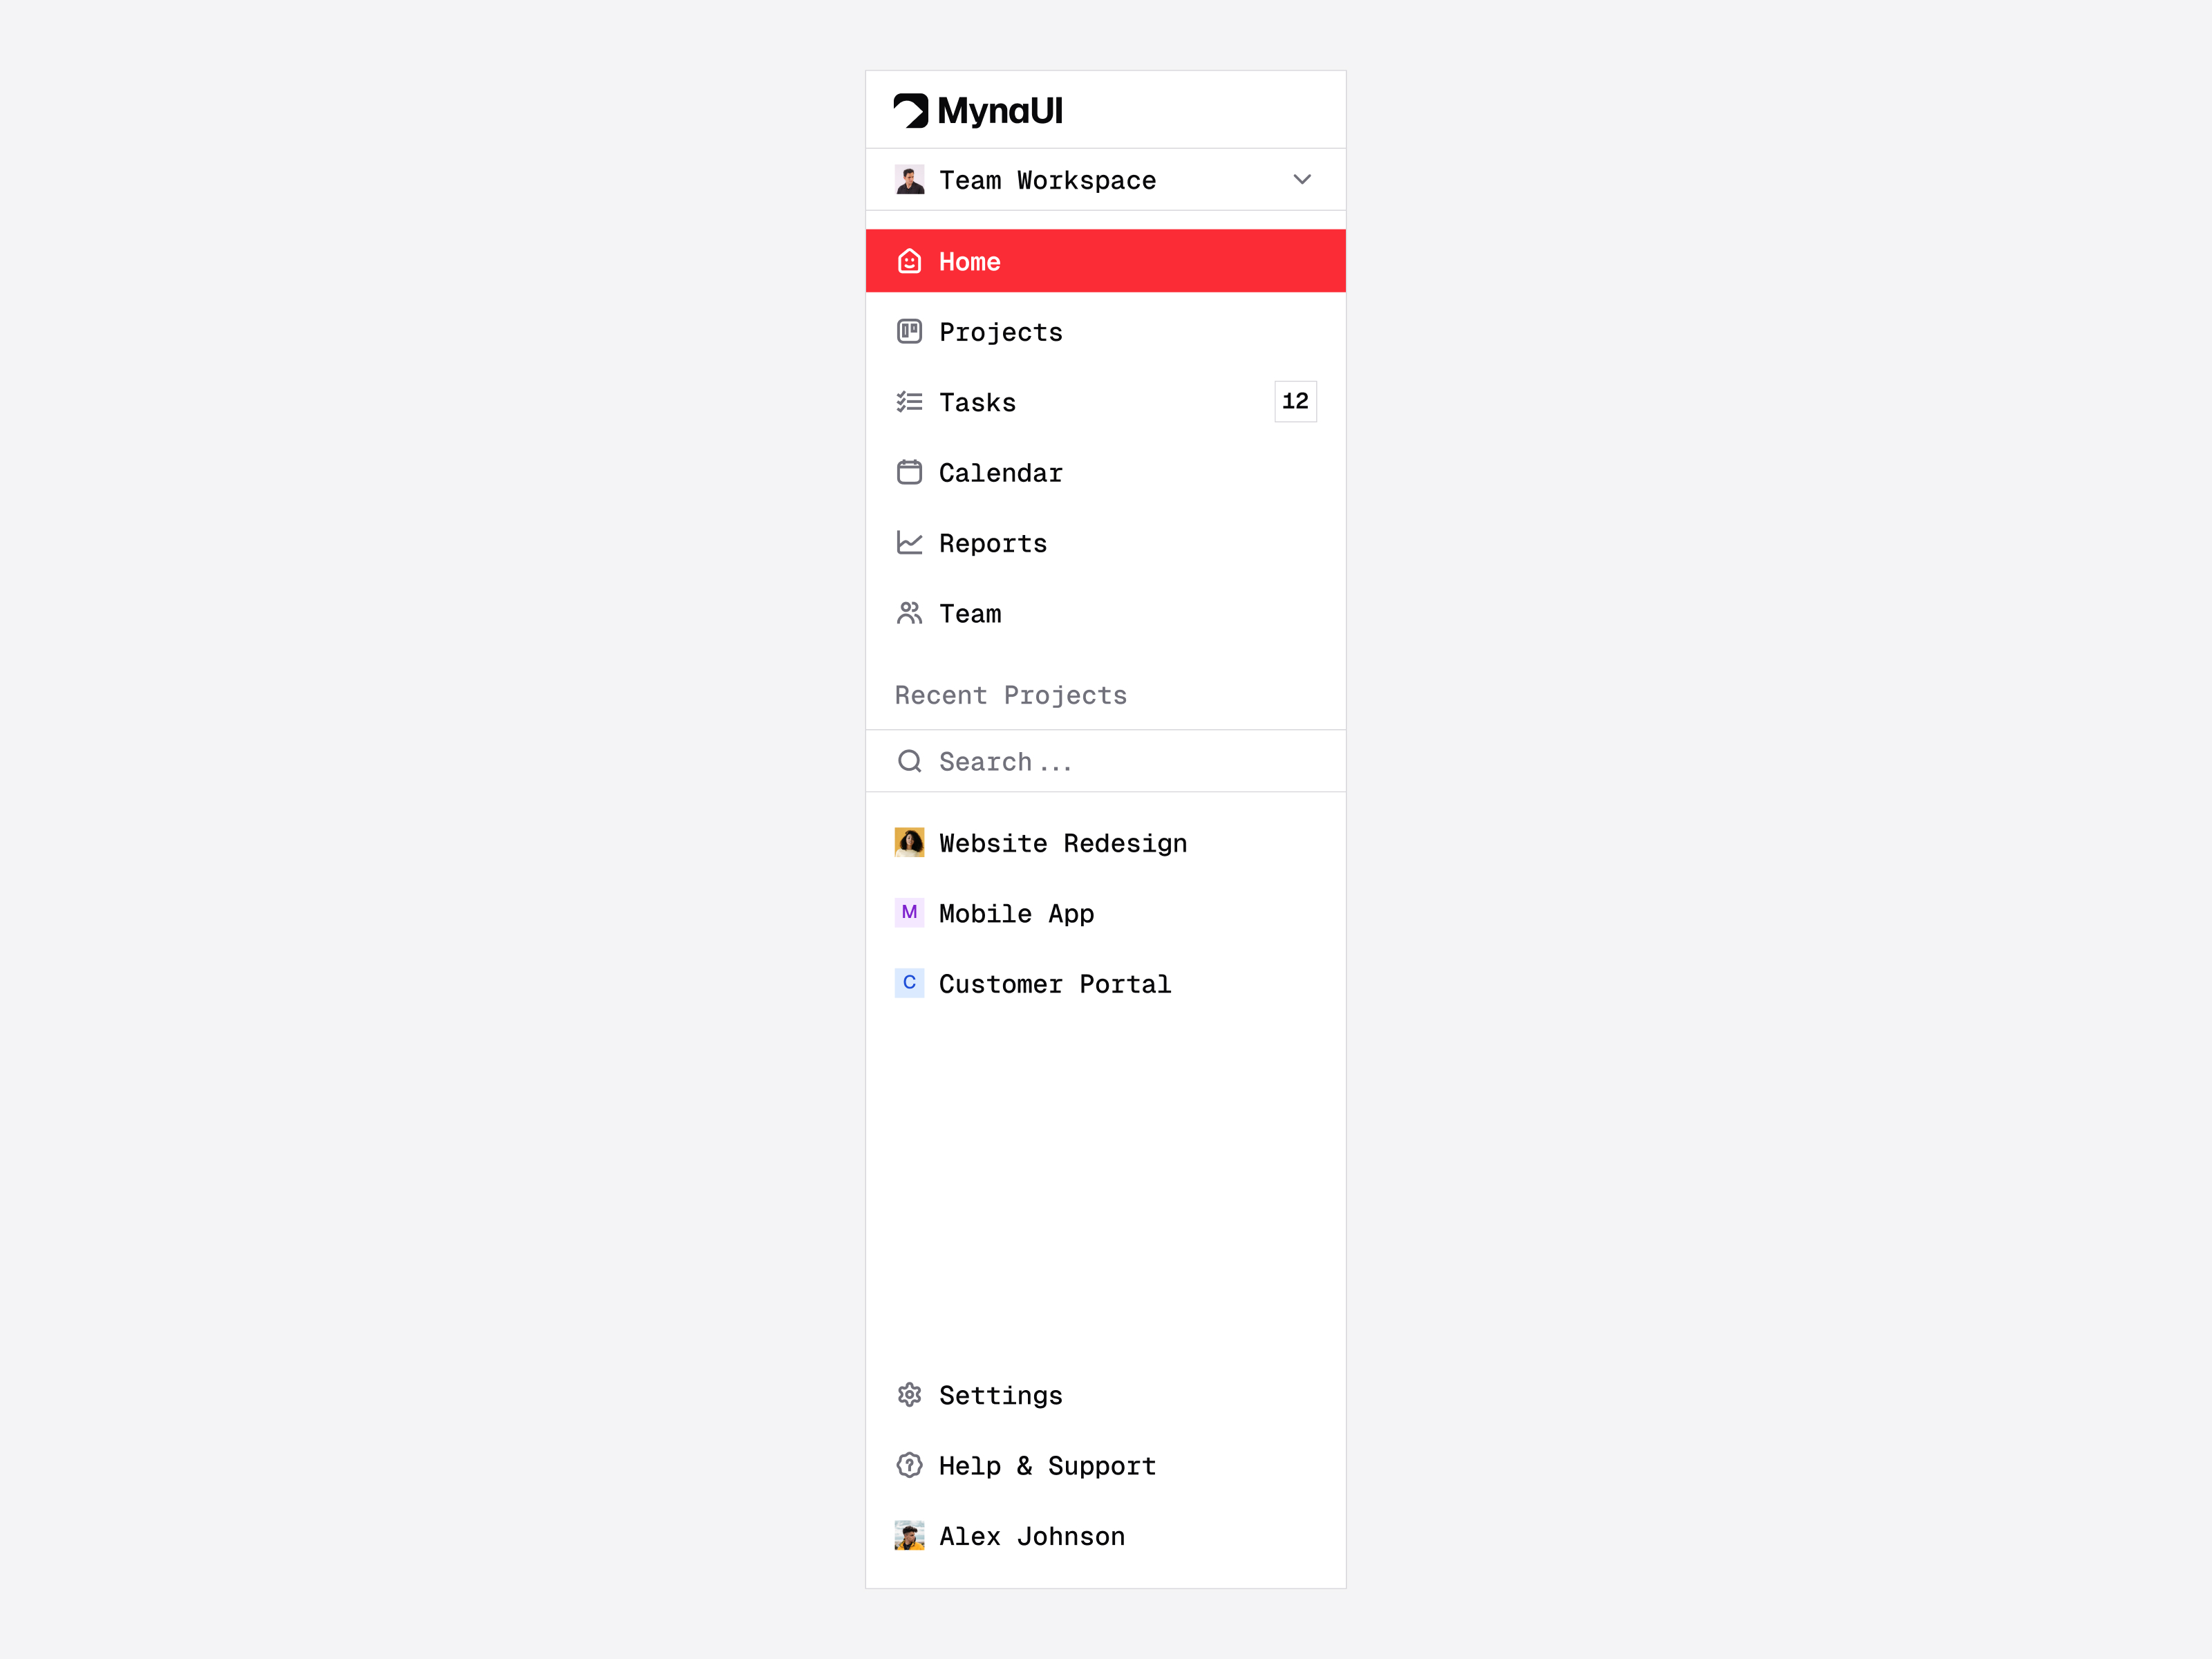 MynaUI
Team Workspace
Home
Projects
Tasks
12
Calendar
Reports
Team
Recent Projects
Search...
Website Redesign
M
Mobile App
C
Customer Portal
Settings
Help & Support
Alex Johnson